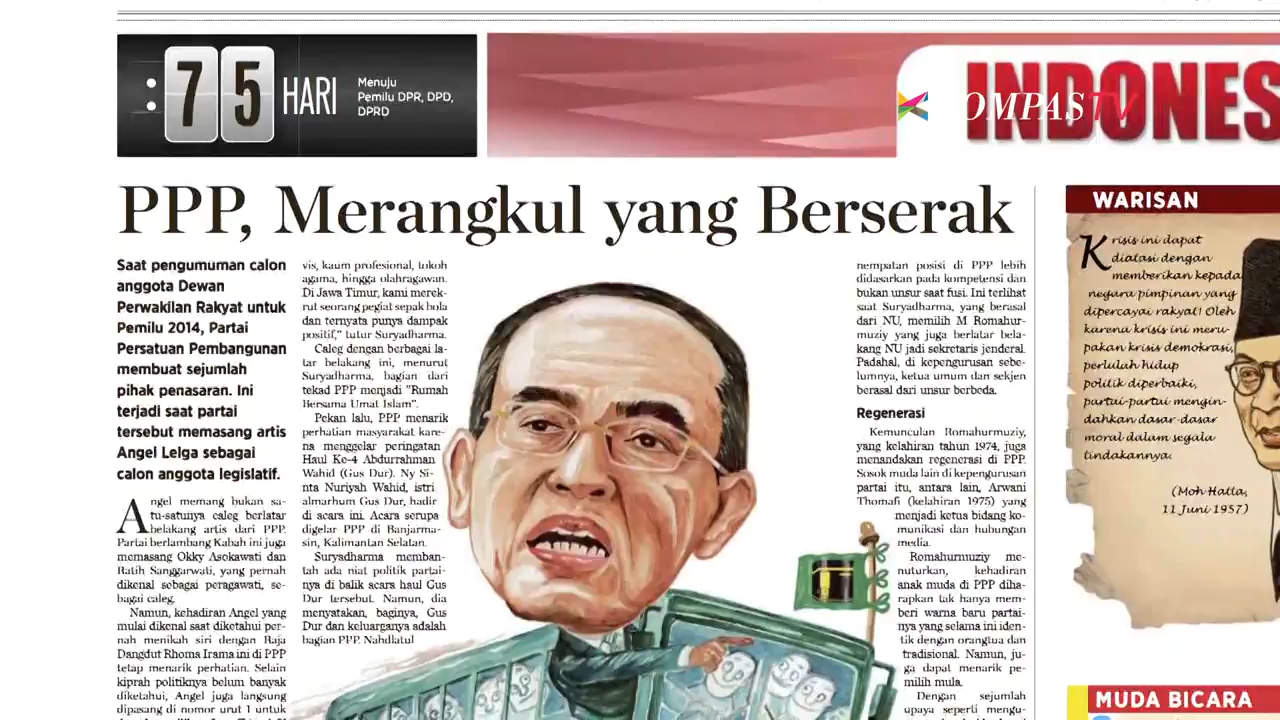 75 HARI
Menuju
Pemilu DPR, DPD,
DPRD
INDONES
KOMPASTV
PPP, Merangkul yang Berserak
Saat pengumuman calon
anggota Dewan
Perwakilan Rakyat untuk
Pemilu 2014, Partai
Persatuan Pembangunan
membuat sejumlah
pihak penasaran. Ini
terjadi saat partai
tersebut memasang artis
Angel Lelga sebagai
calon anggota legislatif.
Angel memang bukan sa-
tu-satunya caleg berlatar
belakang artis dari PPP.
Partai berlambang Kabah ini juga
memasang Okky Asokawati dan
Ratih Sanggarwati, yang pernah
dikenal sebagai peragawati, se-
bagai caleg.
Namun, kehadiran Angel yang
mulai dikenal saat diketahui per-
nah menikah siri dengan Raja
Dangdut Rhoma Irama ini di PPP
tetap menarik perhatian. Selain
kiprah politiknya belum banyak
diketahui, Angel juga langsung
dipasang di nomor urut 1 untuk
vis, kaum profesional, tokoh
agama, hingga olahragawan.
Di Jawa Timur, kami merek-
rut seorang pegiat sepak bola
dan ternyata punya dampak
positif," tutur Suryadharma.
Caleg dengan berbagai la-
tar belakang ini, menurut
Suryadharma, bagian dari
tekad PPP menjadi "Rumah
Bersama Umat Islam".
Pekan lalu, PPP menarik
perhatian masyarakat kare-
na menggelar peringatan
Haul Ke-4 Abdurrahman
Wahid (Gus Dur). Ny Si-
nta Nuriyah Wahid, istri
almarhum Gus Dur, hadir
di acara ini. Acara serupa
digelar PPP di Banjarma-
sin, Kalimantan Selatan.
Suryadharma memban-
tah ada niat politik partai-
nya di balik acara haul Gus
Dur tersebut. Namun, dia
menyatakan, baginya, Gus
Dur dan keluarganya adalah
bagian PPP. Nahdlatul
nempatan posisi di PPP lebih
didasarkan pada kompetensi dan
bukan unsur saat fusi. Ini terlihat
saat Suryadharma, yang berasal
dari NU, memilih M Romahur-
muziy yang juga berlatar bela-
kang NU jadi sekretaris jenderal.
Padahal, di kepengurusan sebe-
lumnya, ketua umum dan sekjen
berasal dari unsur berbeda.
Regenerasi
Kemunculan Romahurmuziy,
yang kelahiran tahun 1974, juga
menandakan regenerasi di PPP.
Sosok muda lain di kepengurusan
partai itu, antara lain, Arwani
Thomafi (kelahiran 1975) yang
menjadi ketua bidang ko-
munikasi dan hubungan
media.
Romahurmuziy me-
nuturkan, kehadiran
anak muda di PPP diha-
rapkan tak hanya mem-
beri warna baru partai-
nya yang selama ini iden-
tik dengan orangtua dan
tradisional. Namun, ju-
ga dapat menarik pe-
milih mula.
Dengan sejumlah
upaya seperti mengu-
WARISAN
Krisis ini dapat
diatasi dengan
memberikan kepada
negara pimpinan yang
dipercayai rakyat! Oleh
karena krisis ini meru-
pakan krisis demokrasi,
perlulah hidup
politik diperbaiki,
partai-partai mengin-
dahkan dasar-dasar
moral dalam segala
tindakannya.
(Moh Hatta,
11 Juni 1957)
MUDA BICARA